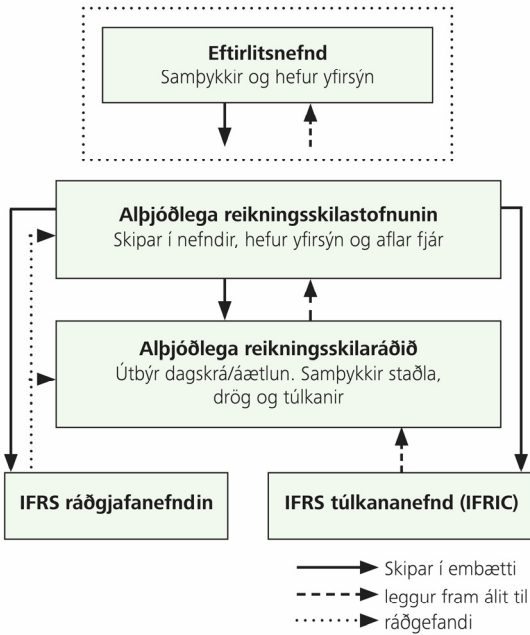 Eftirlitsnefnd
Samþykkir og hefur yfirsýn
Alþjóðlega reikningsskilastofnunin
Skipar í nefndir, hefur yfirsýn og aflar fjár
Alþjóðlega reikningsskilaráðið
Útbýr dagskrá/áætlun. Samþykkir staðla,
drög og túlkanir
IFRS ráðgjafanefndin
IFRS túlkananefnd (IFRIC)
Skipar í embætti
leggur fram álit til
ráðgefandi